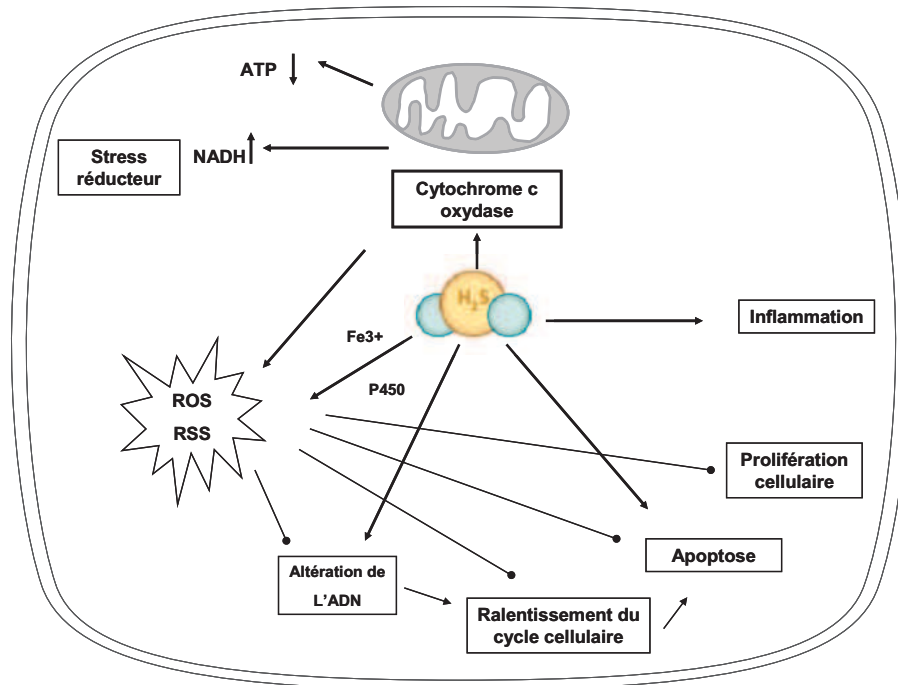 ATP
Stress
réducteur
NADH
Cytochrome c
oxydase
H₂S
Inflammation
Fe3+
P450
ROS
RSS
Prolifération
cellulaire
Apoptose
Altération de
L'ADN
Ralentissement du
cycle cellulaire